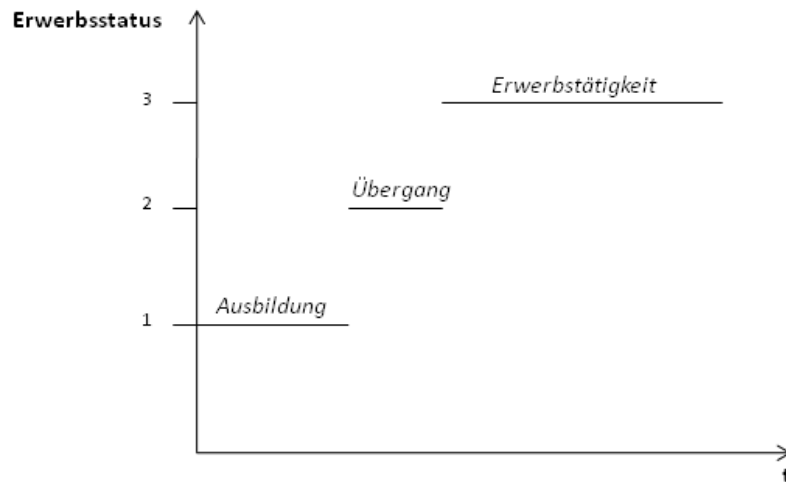 Erwerbsstatus
3
Erwerbstätigkeit
2
Übergang
1
Ausbildung
t